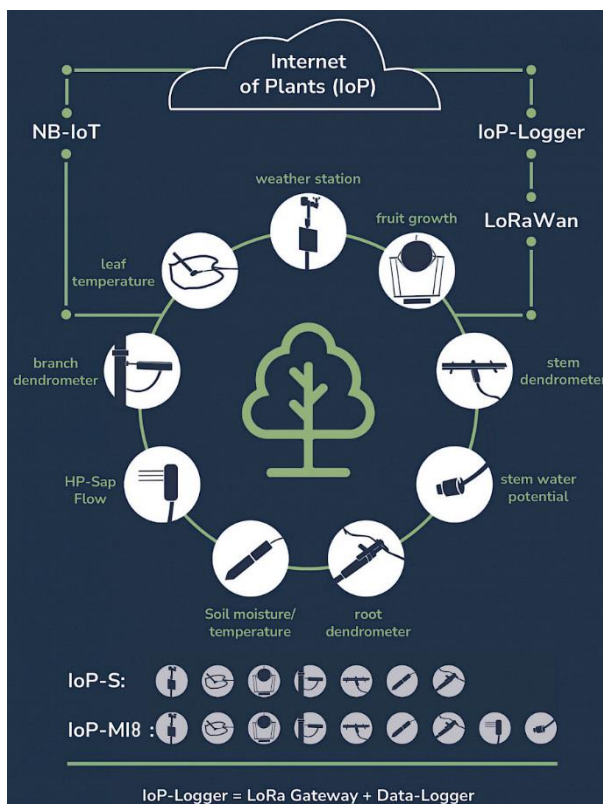 Internet
of Plants (IoP)
NB-IoT
IoP-Logger
weather station
fruit growth
LoRaWan
leaf
temperature
branch
dendrometer
stem
dendrometer
HP-Sap
Flow
stem water
potential
Soil moisture/
temperature
root
dendrometer
IoP-S:
IoP-MI8 :
IoP-Logger = LoRa Gateway + Data-Logger